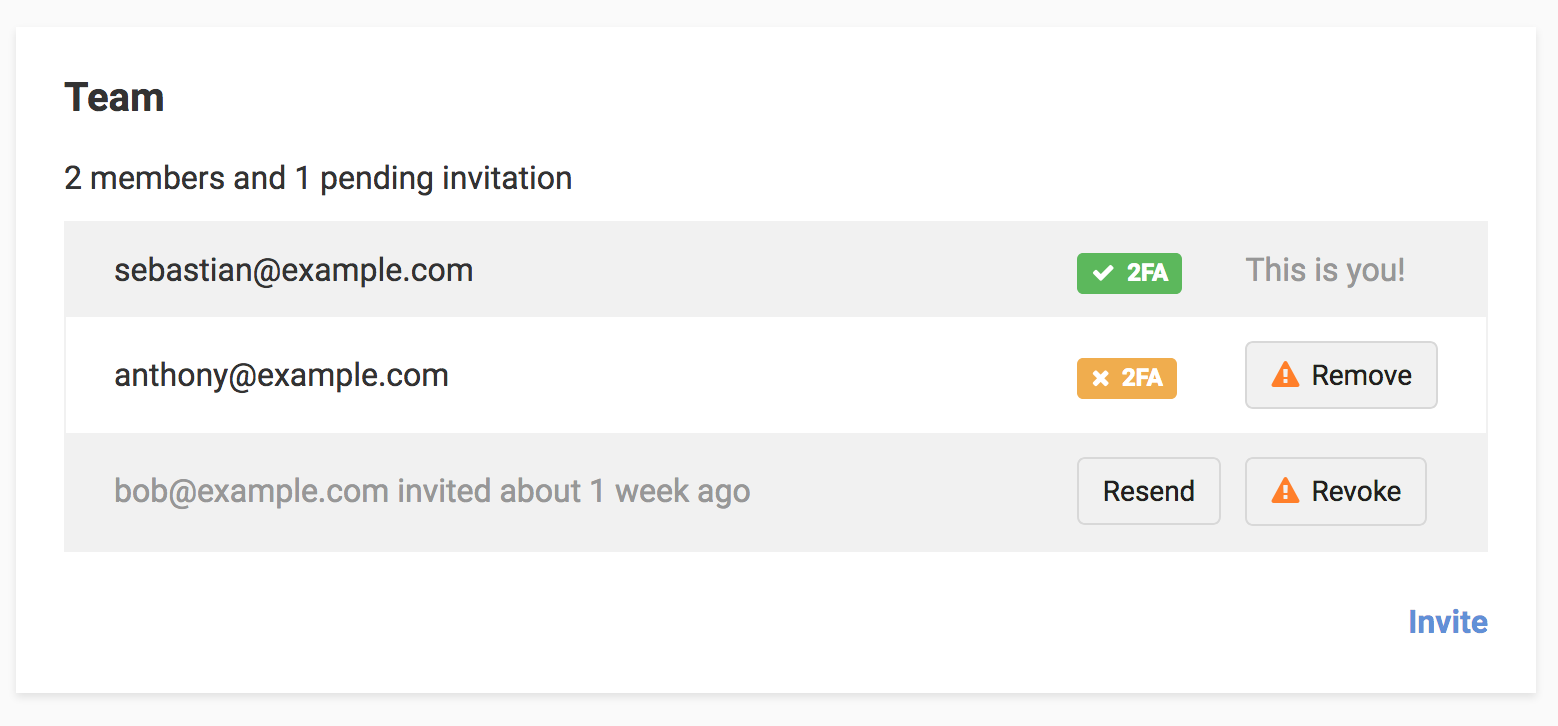 Team
2 members and 1 pending invitation
sebastian@example.com 2FA This is you!
anthony@example.com 2FA Remove
bob@example.com invited about 1 week ago Resend Revoke
Invite